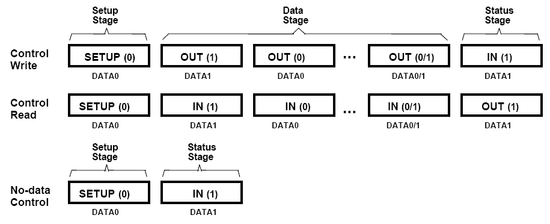 Setup Stage
Data Stage
Status Stage
Control Write
SETUP (0) OUT (1) OUT (0) ... OUT (0/1) IN (1)
DATA0 DATA1 DATA0 DATA0/1 DATA1
Control Read
SETUP (0) IN (1) IN (0) ... IN (0/1) OUT (1)
DATA0 DATA1 DATA0 DATA0/1 DATA1
Setup Stage
Status Stage
No-data Control
SETUP (0) IN (1)
DATA0 DATA1